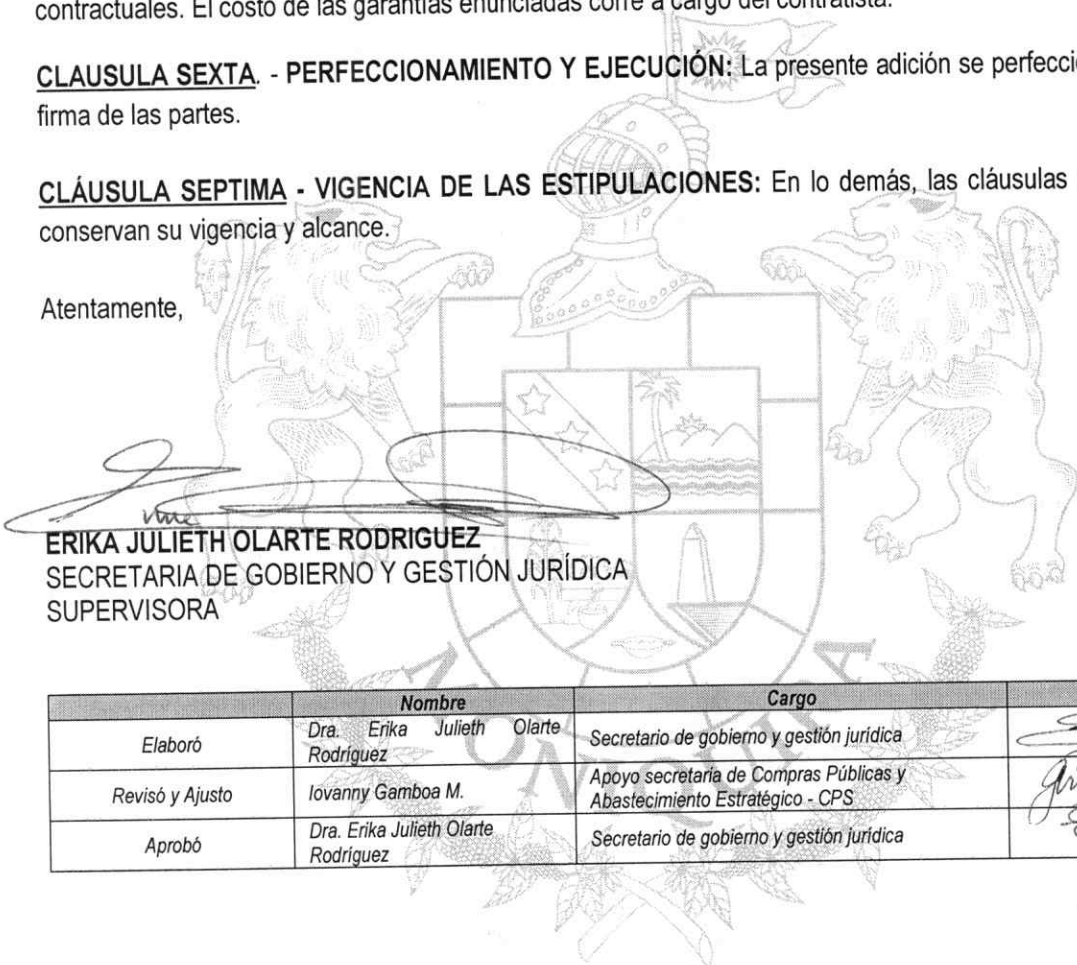 contractuales. El costo de las garantías enunciadas corre a cargo del contratista.
CLAUSULA SEXTA. - PERFECCIONAMIENTO Y EJECUCIÓN: La presente adición se perfecci
firma de las partes.
CLÁUSULA SEPTIMA - VIGENCIA DE LAS ESTIPULACIONES: En lo demás, las cláusulas
conservan su vigencia y alcance.
Atentamente,
ERIKA JULIETH OLARTE RODRIGUEZ
SECRETARIA DE GOBIERNO Y GESTIÓN JURÍDICA
SUPERVISORA
Nombre Cargo
Elaboró Dra. Erika Julieth Olarte Rodríguez Secretario de gobierno y gestión jurídica
Revisó y Ajusto Iovanny Gamboa M. Apoyo secretaria de Compras Públicas y Abastecimiento Estratégico - CPS
Aprobó Dra. Erika Julieth Olarte Rodríguez Secretario de gobierno y gestión jurídica
MONIQUIRA